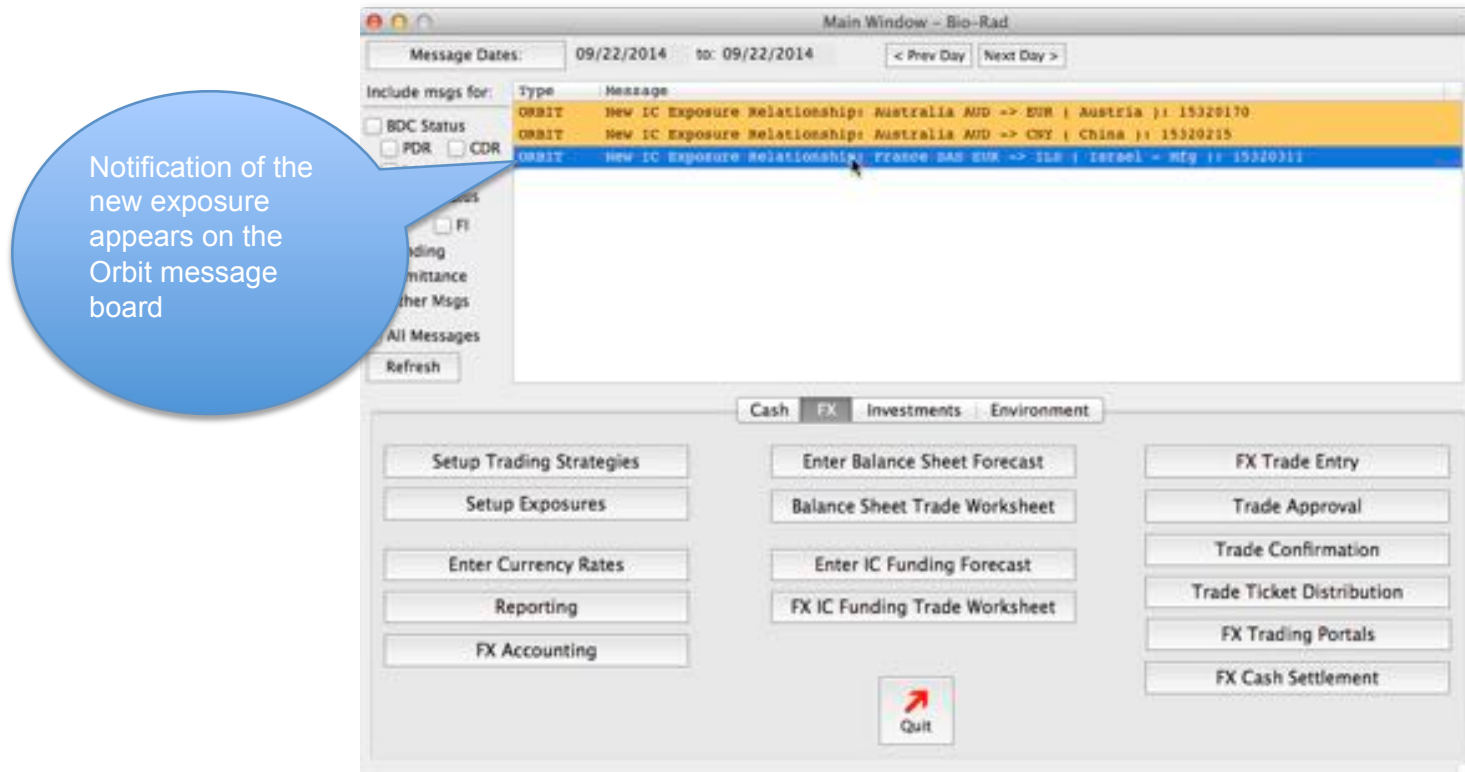 Main Window - Bio-Rad
Message Dates: 09/22/2014 to: 09/22/2014 < Prev Day Next Day >
Include msgs for: Type Message
ORBIT New IC Exposure Relationship: Australia AUD -> EUR ( Austria ): 15320170
BDC Status ORBIT New IC Exposure Relationship: Australia AUD -> CNY ( China ): 15320215
PDR CDR
ORBIT New IC Exposure Relationship: France SAS EUR -> ILS ( Israel - Mfg ): 15320311
Notification of the
new exposure
appears on the
Orbit message
board
FI
All Messages
Refresh
Cash FX Investments Environment
Setup Trading Strategies Enter Balance Sheet Forecast FX Trade Entry
Setup Exposures Balance Sheet Trade Worksheet Trade Approval
Enter Currency Rates Enter IC Funding Forecast Trade Confirmation
Reporting FX IC Funding Trade Worksheet Trade Ticket Distribution
FX Accounting FX Trading Portals
FX Cash Settlement
Quit